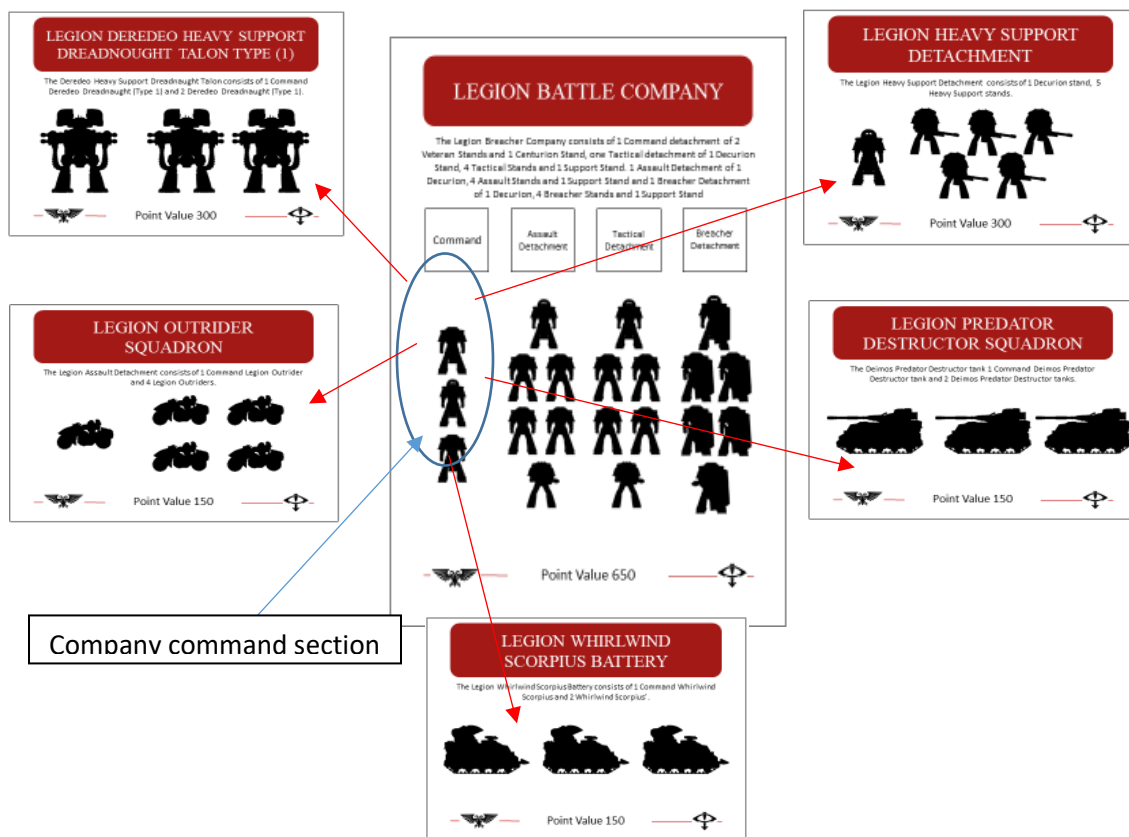 LEGION DEREDEO HEAVY SUPPORT
DREADNOUGHT TALON TYPE (1)
The Deredeo Heavy Support Dreadnaught Talon consists of 1 Command
Deredeo Dreadnaught (Type 1) and 2 Deredeo Dreadnaught (Type 1).
Point Value 300
LEGION OUTRIDER
SQUADRON
The Legion Assault Detachment consists of 1 Command Legion Outrider
and 4 Legion Outriders.
Point Value 150
Company command section
LEGION BATTLE COMPANY
The Legion Breacher Company consists of 1 Command detachment of 2
Veteran Stands and 1 Centurion Stand, one Tactical detachment of 1 Decurion
Stand, 4 Tactical Stands and 1 Support Stand. 1 Assault Detachment of 1
Decurion, 4 Assault Stands and 1 Support Stand and 1 Breacher Detachment
of 1 Decurion, 4 Breacher Stands and 1 Support Stand
Command
Assault
Detachment
Tactical
Detachment
Breacher
Detachment
Point Value 650
LEGION WHIRLWIND
SCORPIUS BATTERY
The Legion Whirlwind Scorpius Battery consists of 1 Command Whirlwind
Scorpius and 2 Whirlwind Scorpius'.
Point Value 150
LEGION HEAVY SUPPORT
DETACHMENT
The Legion Heavy Support Detachment consists of 1 Decurion stand, 5
Heavy Support stands.
Point Value 300
LEGION PREDATOR
DESTRUCTOR SQUADRON
The Deimos Predator Destructor tank 1 Command Deimos Predator
Destructor tank and 2 Deimos Predator Destructor tanks.
Point Value 150